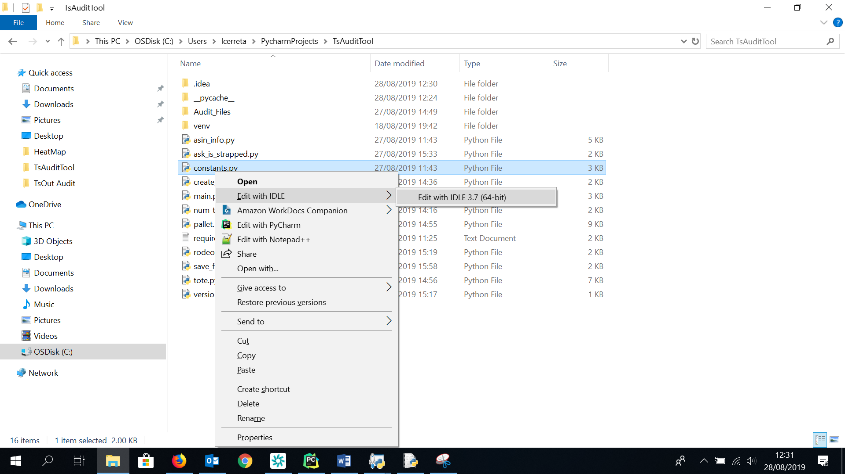 TsAuditTool
File Home Share View
This PC > OSDisk (C:) > Users > lcerreta > PycharmProjects > TsAuditTool
Search TsAuditTool
Name Date modified Type Size
Quick access
Documents
Downloads
Pictures
Desktop
HeatMap
TsAuditTool
TsOut Audit
OneDrive
This PC
3D Objects
Desktop
Documents
Downloads
Music
Pictures
Videos
OSDisk (C:)
Network
.idea 28/08/2019 12:30 File folder
__pycache__ 28/08/2019 12:24 File folder
Audit_Files 27/08/2019 14:49 File folder
venv 18/08/2019 19:42 File folder
asin_info.py 27/08/2019 11:43 Python File 5 KB
ask_is_strapped.py 27/08/2019 15:33 Python File 2 KB
constants.py 27/08/2019 11:43 Python File 3 KB
create 2019 14:36 Python File 2 KB
main.p 3 KB
num_t 2019 14:16 Python File 2 KB
pallet. 2019 14:55 Python File 9 KB
require 2019 11:25 Text Document 2 KB
rodeo 2019 15:19 Python File 2 KB
save_f 2019 15:58 Python File 2 KB
tote.py 2019 14:56 Python File 7 KB
versio 2019 15:17 Python File 1 KB
Open
Edit with IDLE
Edit with IDLE 3.7 (64-bit)
Amazon WorkDocs Companion
Edit with PyCharm
Edit with Notepad++
Share
Open with...
Give access to
Restore previous versions
Send to
Cut
Copy
Paste
Create shortcut
Delete
Rename
Properties
16 items 1 item selected 2.00 KB
12:31
28/08/2019